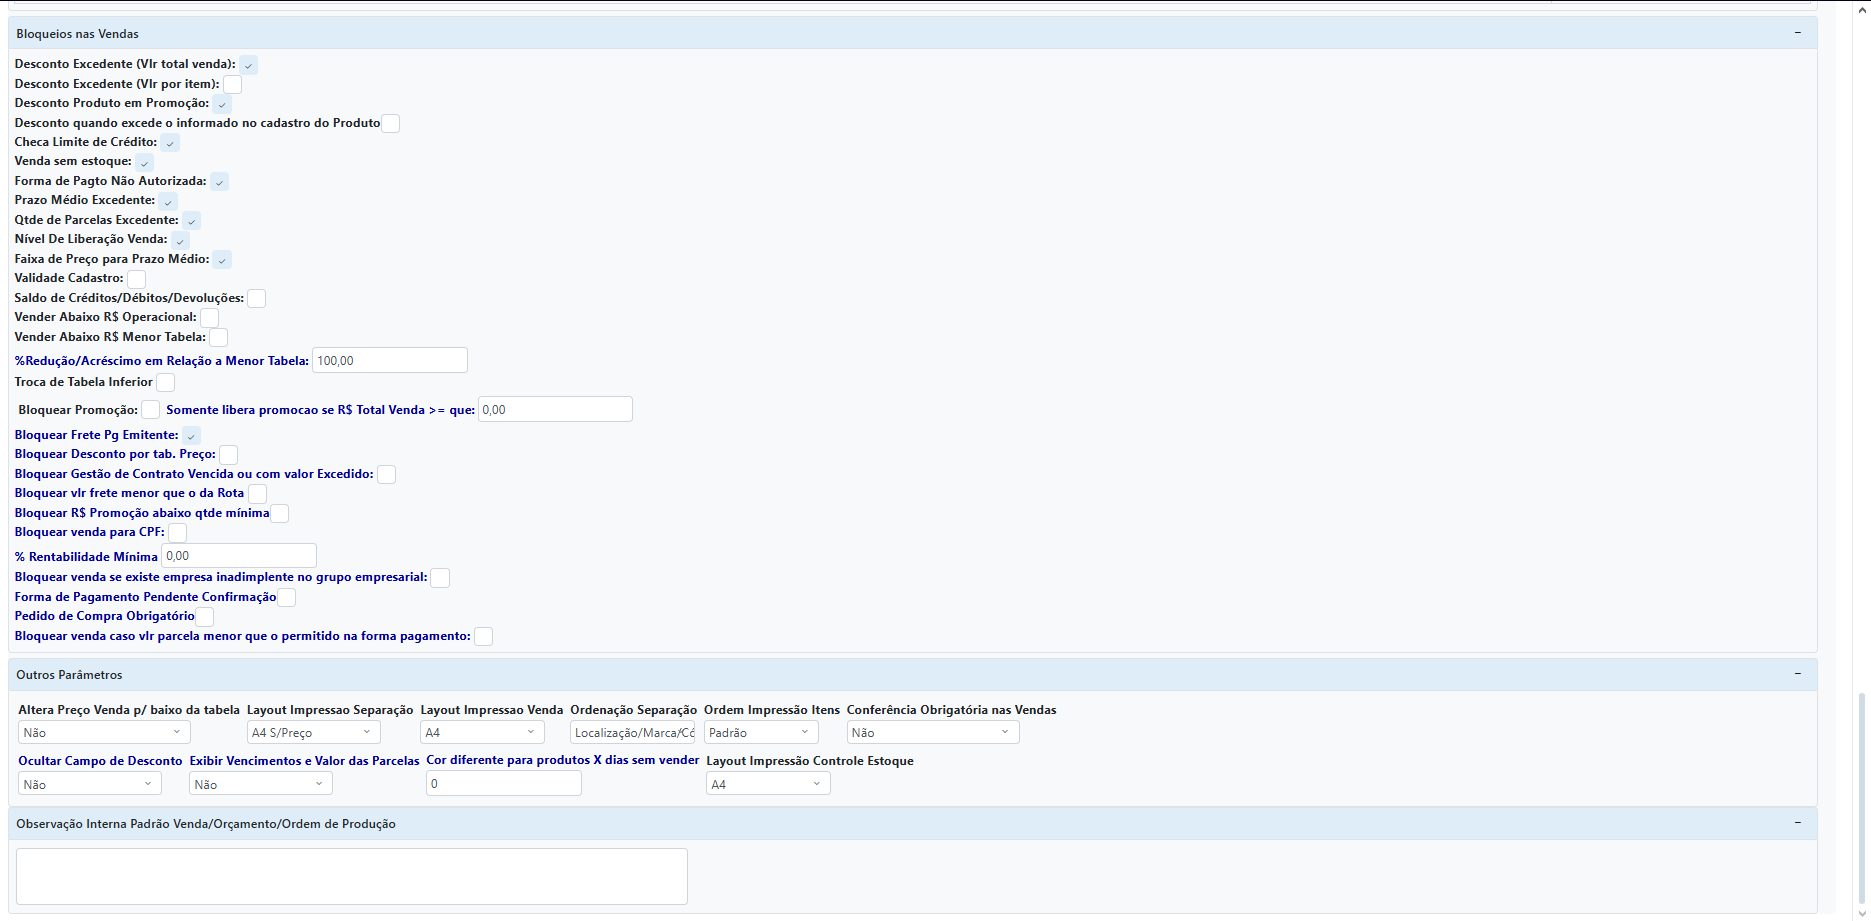 Bloqueios nas Vendas
Desconto Excedente (Vlr total venda):
Desconto Excedente (Vlr por item):
Desconto Produto em Promoção:
Desconto quando excede o informado no cadastro do Produto
Checa Limite de Crédito:
Venda sem estoque:
Forma de Pagto Não Autorizada:
Prazo Médio Excedente:
Qtde de Parcelas Excedente:
Nível De Liberação Venda:
Faixa de Preço para Prazo Médio:
Validade Cadastro:
Saldo de Créditos/Débitos/Devoluções:
Vender Abaixo R$ Operacional:
Vender Abaixo R$ Menor Tabela:
%Redução/Acréscimo em Relação a Menor Tabela: 100,00
Troca de Tabela Inferior
Bloquear Promoção: Somente libera promocao se R$ Total Venda >= que: 0,00
Bloquear Frete Pg Emitente:
Bloquear Desconto por tab. Preço:
Bloquear Gestão de Contrato Vencida ou com valor Excedido:
Bloquear vlr frete menor que o da Rota
Bloquear R$ Promoção abaixo qtde mínima
Bloquear venda para CPF:
% Rentabilidade Mínima 0,00
Bloquear venda se existe empresa inadimplente no grupo empresarial:
Forma de Pagamento Pendente Confirmação
Pedido de Compra Obrigatório
Bloquear venda caso vlr parcela menor que o permitido na forma pagamento:
Outros Parâmetros
Altera Preço Venda p/ baixo da tabela Layout Impressao Separação Layout Impressao Venda Ordenação Separação Ordem Impressão Itens Conferência Obrigatória nas Vendas
Não A4 S/Preço A4 Localização/Marca/Có Padrão Não
Ocultar Campo de Desconto Exibir Vencimentos e Valor das Parcelas Cor diferente para produtos X dias sem vender Layout Impressão Controle Estoque
Não Não 0 A4
Observação Interna Padrão Venda/Orçamento/Ordem de Produção